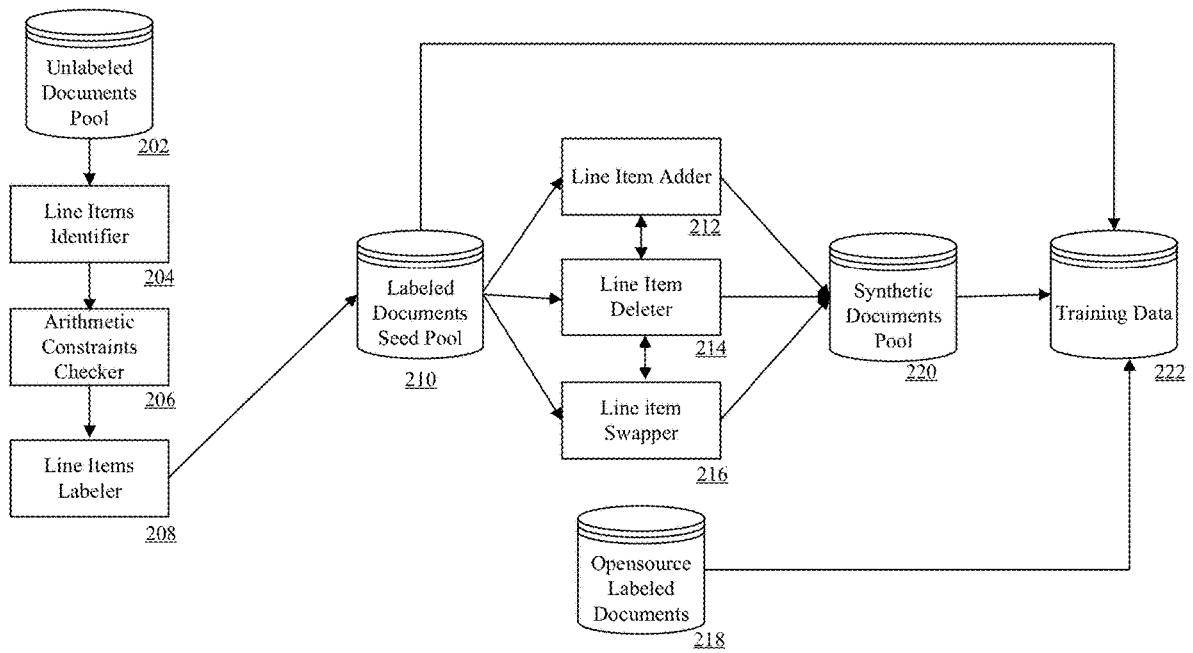 Unlabeled
Documents
Pool
202
Line Items
Identifier
204
Arithmetic
Constraints
Checker
206
Line Items
Labeler
208
Labeled
Documents
Seed Pool
210
Line Item Adder
212
Line Item
Deleter
214
Line item
Swapper
216
Opensource
Labeled
Documents
218
Synthetic
Documents
Pool
220
Training Data
222